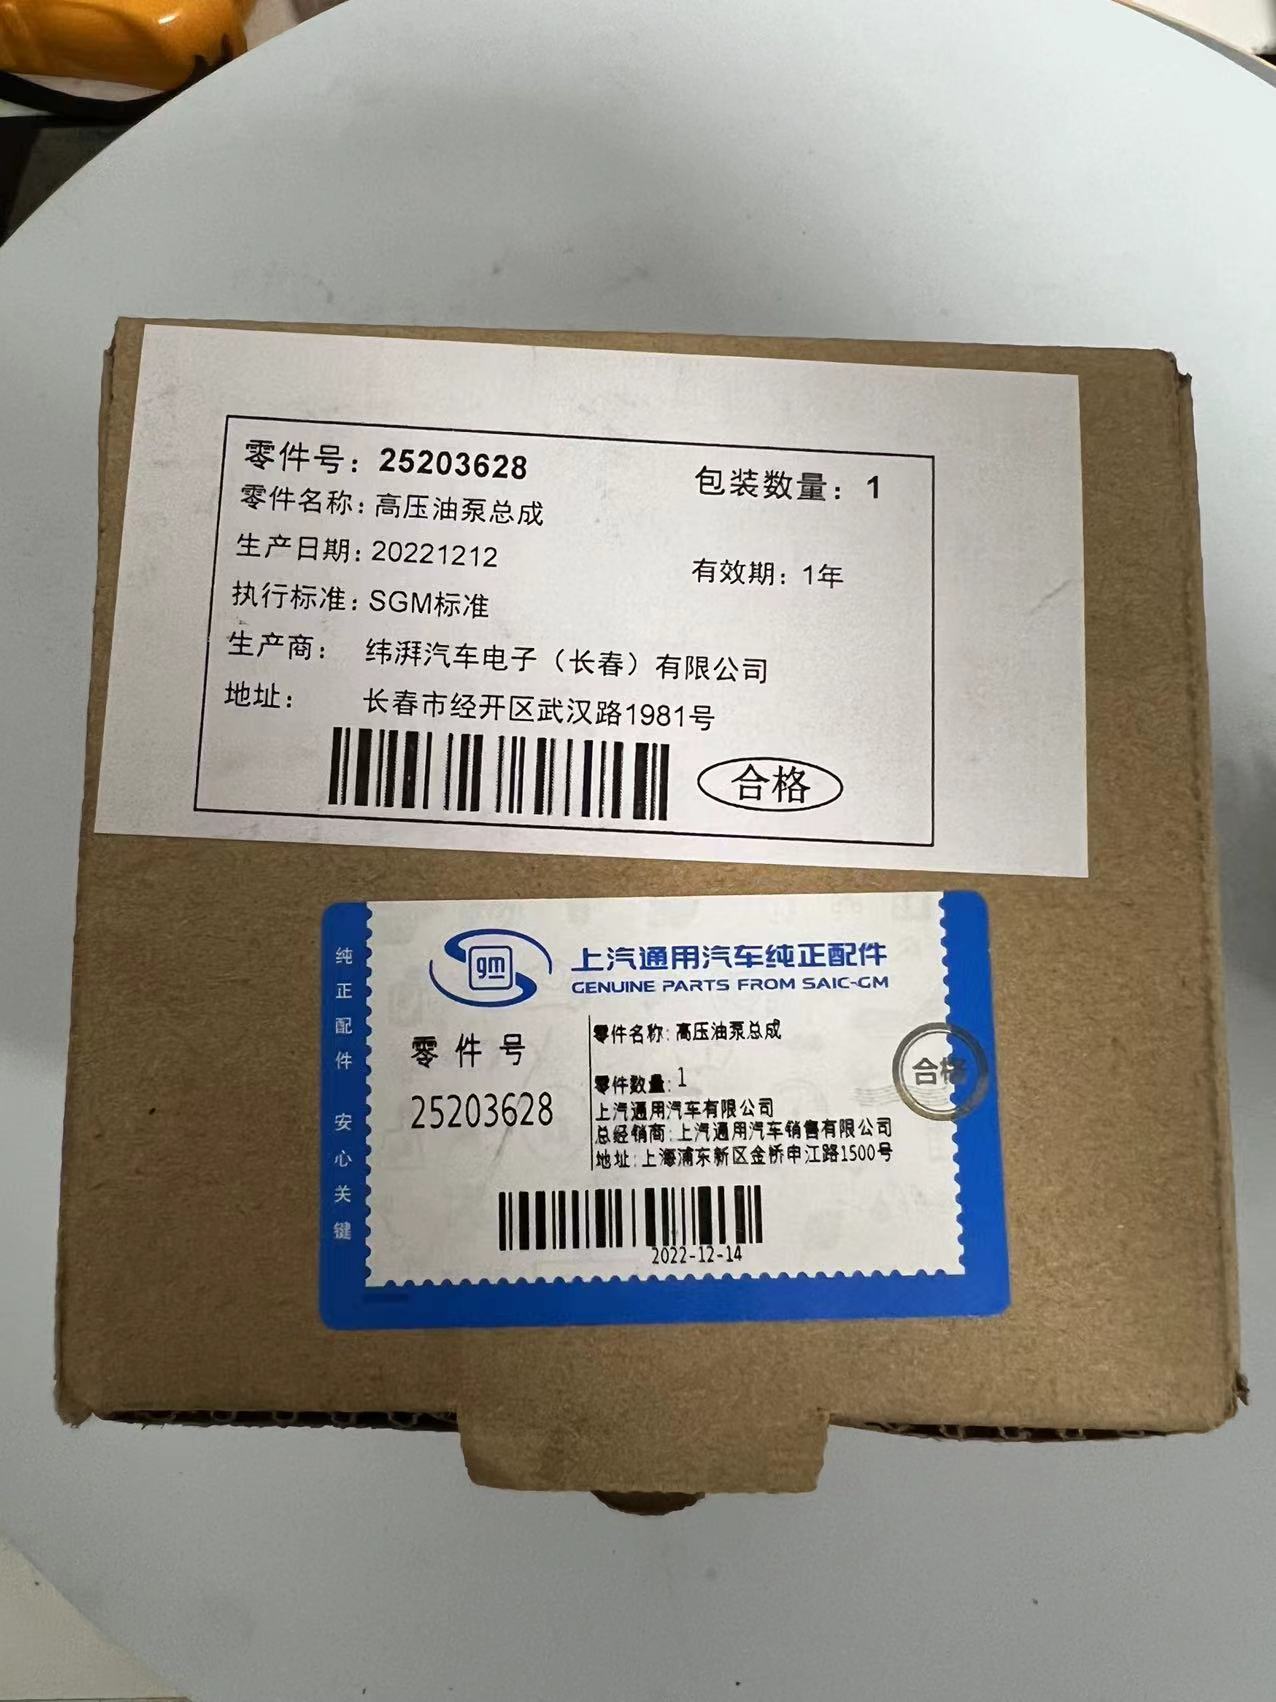 零件号：25203628 包装数量：1
零件名称：高压油泵总成
生产日期：20221212 有效期：1年
执行标准：SGM标准
生产商： 纬湃汽车电子（长春）有限公司
地址： 长春市经开区武汉路1981号
合格
纯正配件 安心关键
gm
上汽通用汽车纯正配件
GENUINE PARTS FROM SAIC-GM
零件号
25203628
零件名称：高压油泵总成
零件数量：1
上汽通用汽车有限公司
总经销商：上汽通用汽车销售有限公司
地址：上海浦东新区金桥申江路1500号
合格
2022-12-14